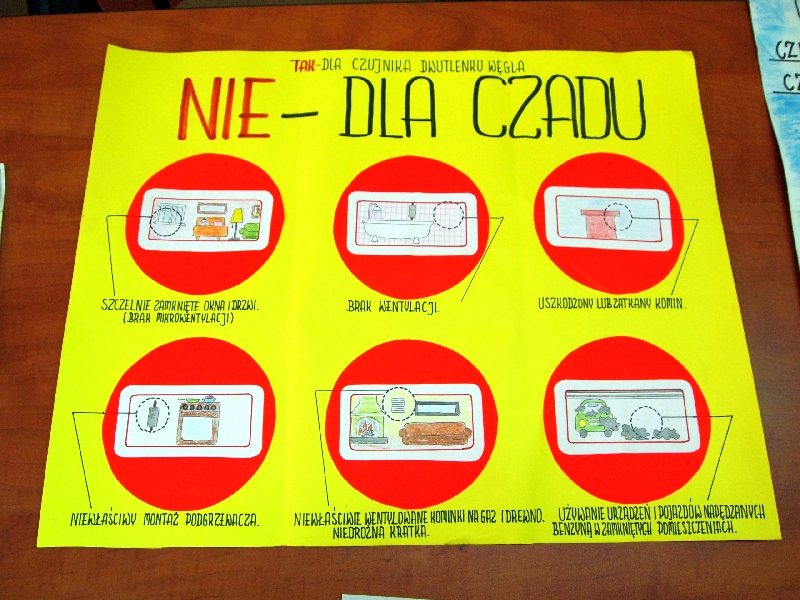 TAK-DLA CZUJNIKA DWUTLENKU WĘGLA
NIE - DLA CZADU
SZCZELNIE ZAMKNIĘTE OKNA I DRZWI.
(BRAK MIKROWENTYLACJI)
BRAK WENTYLACJI.
USZKODZONY LUB ZATKANY KOMIN.
NIEWŁAŚCIWY MONTAŻ PODGRZEWACZA.
NIEWŁAŚCIWIE WENTYLOWANE KOMINKI NA GAZ I DREWNO.
NIEDROŻNA KRATKA.
UŻYWANIE URZĄDZEŃ I POJAZDÓW NAPĘDZANYCH
BENZYNĄ W ZAMKNIĘTYCH POMIESZCZENIACH.